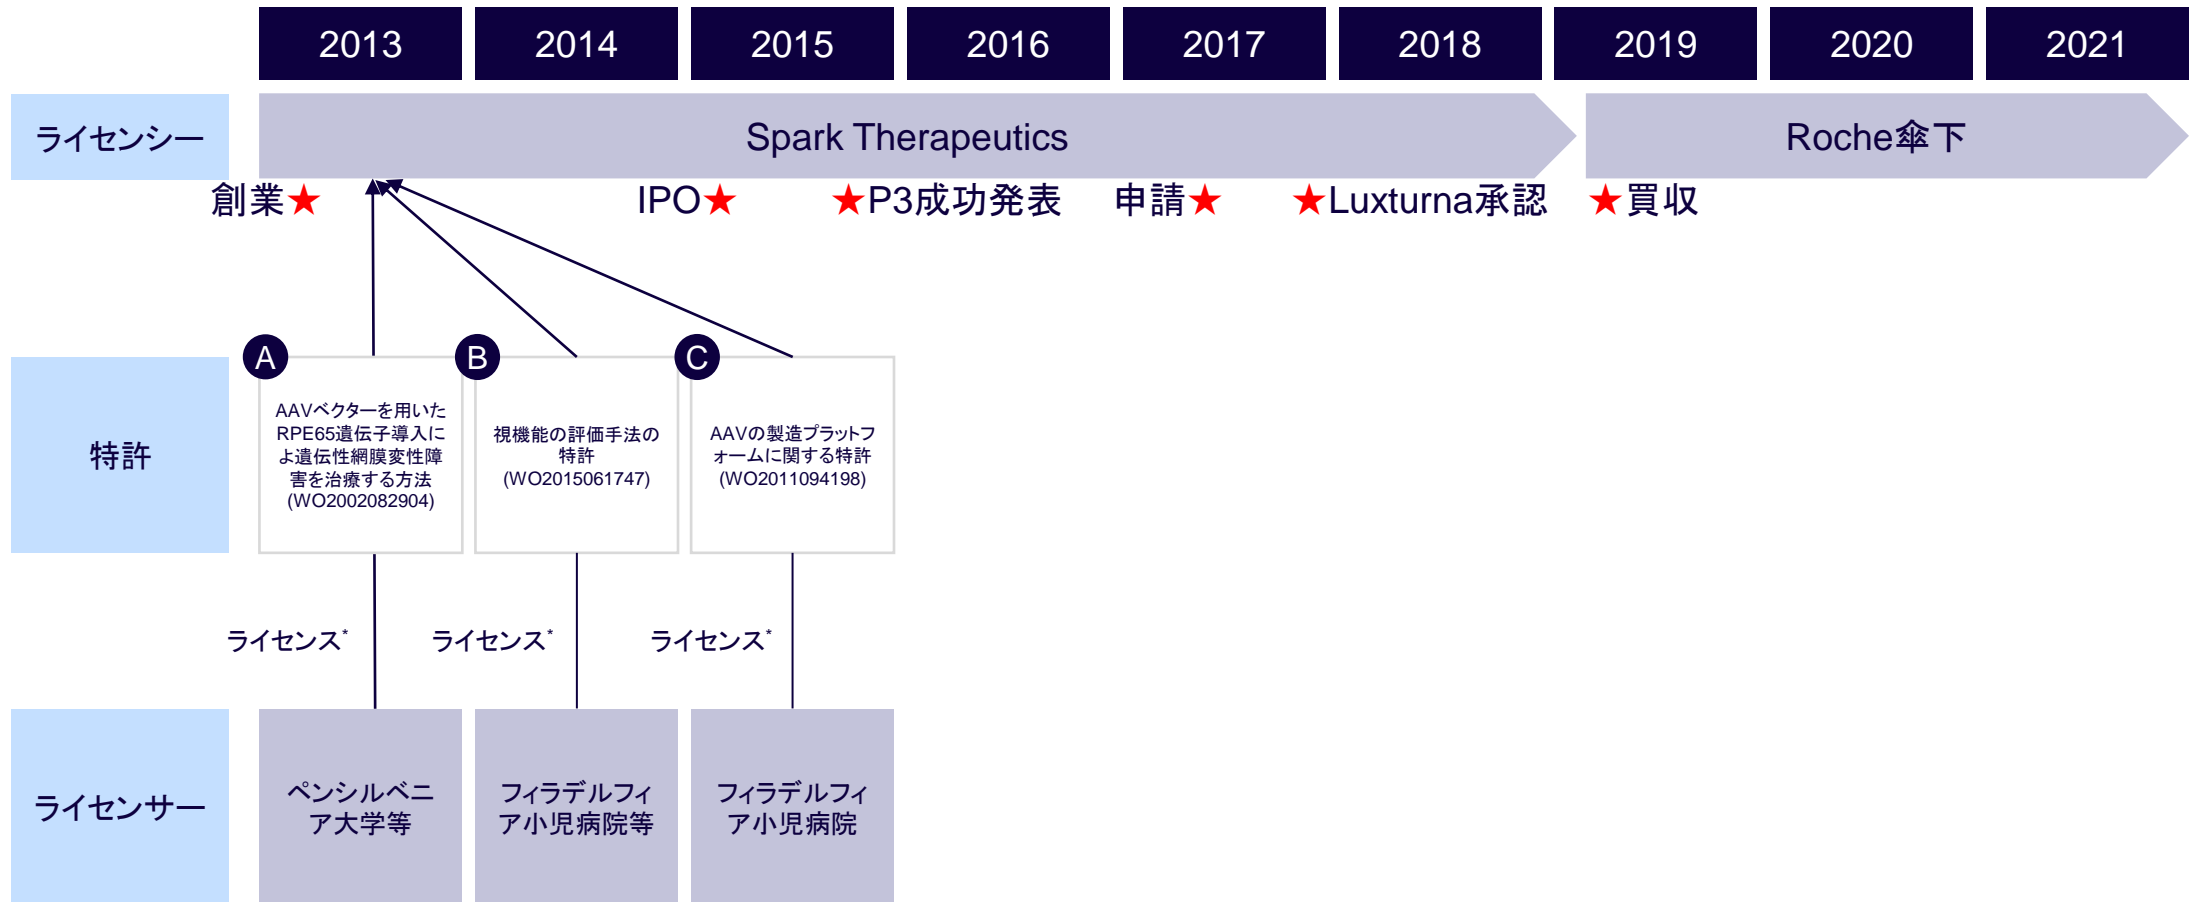 2013
2014
2015
2016
2017
2018
2019
2020
2021
ライセンシー
Spark Therapeutics
Roche傘下
創業★
IPO★
★P3成功発表
申請★
★Luxturna承認
★買収
特許
A
AAVベクターを用いた
RPE65遺伝子導入に
よ遺伝性網膜変性障
害を治療する方法
(WO2002082904)
B
視機能の評価手法の
特許
(WO2015061747)
C
AAVの製造プラットフ
ォームに関する特許
(WO2011094198)
ライセンス*
ライセンス*
ライセンス*
ライセンサー
ペンシルベニ
ア大学等
フィラデルフィ
ア小児病院等
フィラデルフィ
ア小児病院